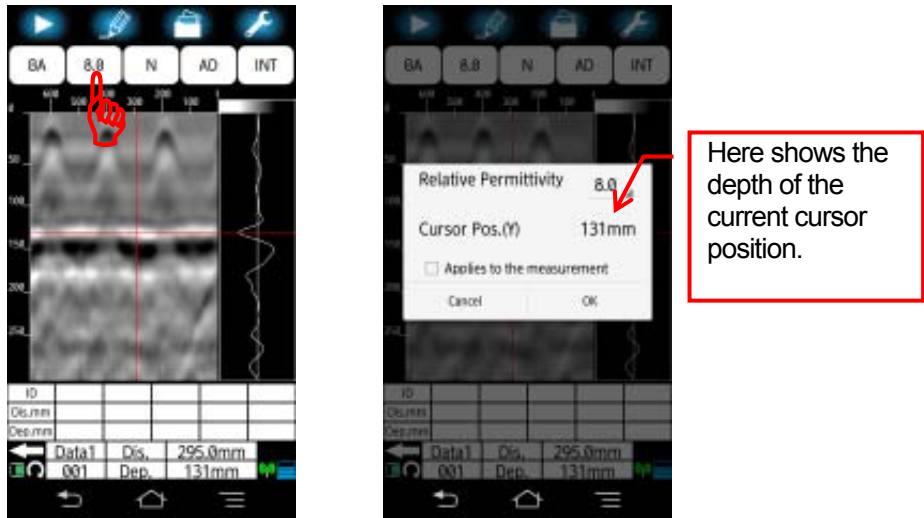 BA 8.0 N AD INT
600 500 300 200 100
50
100
150
200
250
ID
Dis.mm
Dep.mm
Data1 Dis. 295.0mm
001 Dep. 131mm
BA 8.0 N AD INT
Relative Permittivity 8.0
Cursor Pos.(Y) 131mm
Applies to the measurement
Cancel OK
ID
Dis.mm
Dep.mm
Data1 Dis. 295.0mm
001 Dep. 131mm
Here shows the
depth of the
current cursor
position.